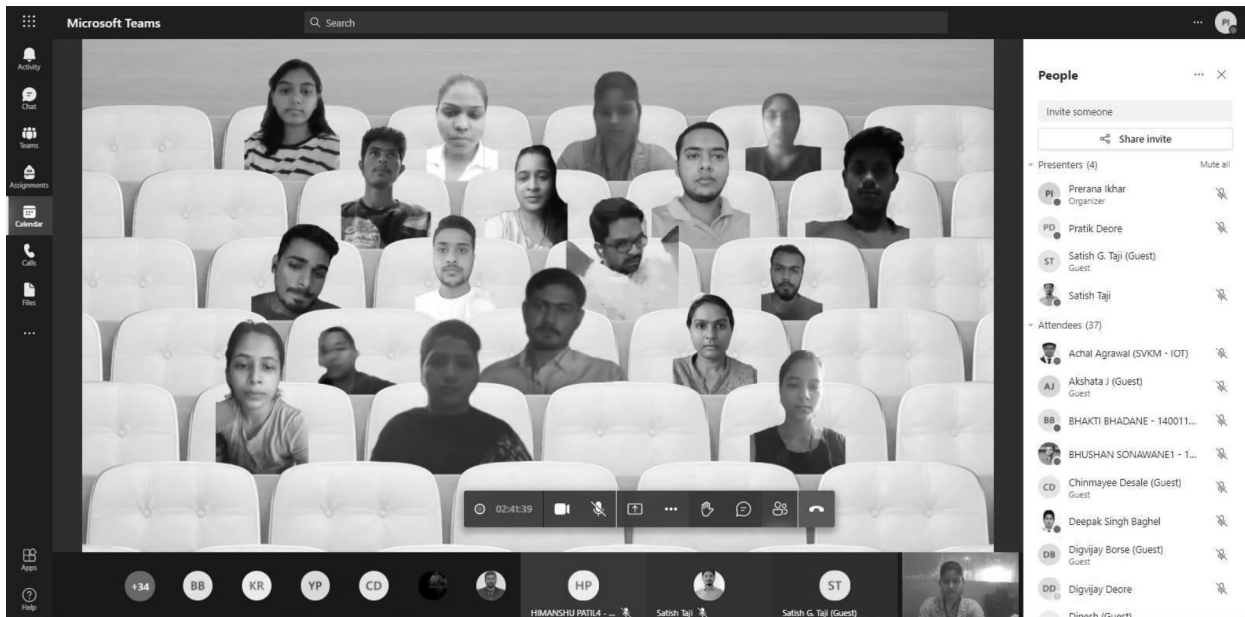 Microsoft Teams
Search
PI
Activity
Chat
Teams
Assignments
Calendar
Calls
Files
Apps
Help
02:41:39
+34
BB
KR
YP
CD
HP
HIMANSHU PATIL4 - ...
Satish Taji
ST
Satish G. Taji (Guest)
People
Invite someone
Share invite
Presenters (4)
Mute all
PI
Prerana Ikhar
Organizer
PD
Pratik Deore
ST
Satish G. Taji (Guest)
Guest
Satish Taji
Attendees (37)
Achal Agrawal (SVKM - IOT)
AJ
Akshata J (Guest)
Guest
BB
BHAKTI BHADANE - 140011...
BHUSHAN SONAWANE1 - 1...
CD
Chinmayee Desale (Guest)
Guest
Deepak Singh Baghel
DB
Digvijay Borse (Guest)
Guest
DD
Digvijay Deore
Dinesh (Guest)